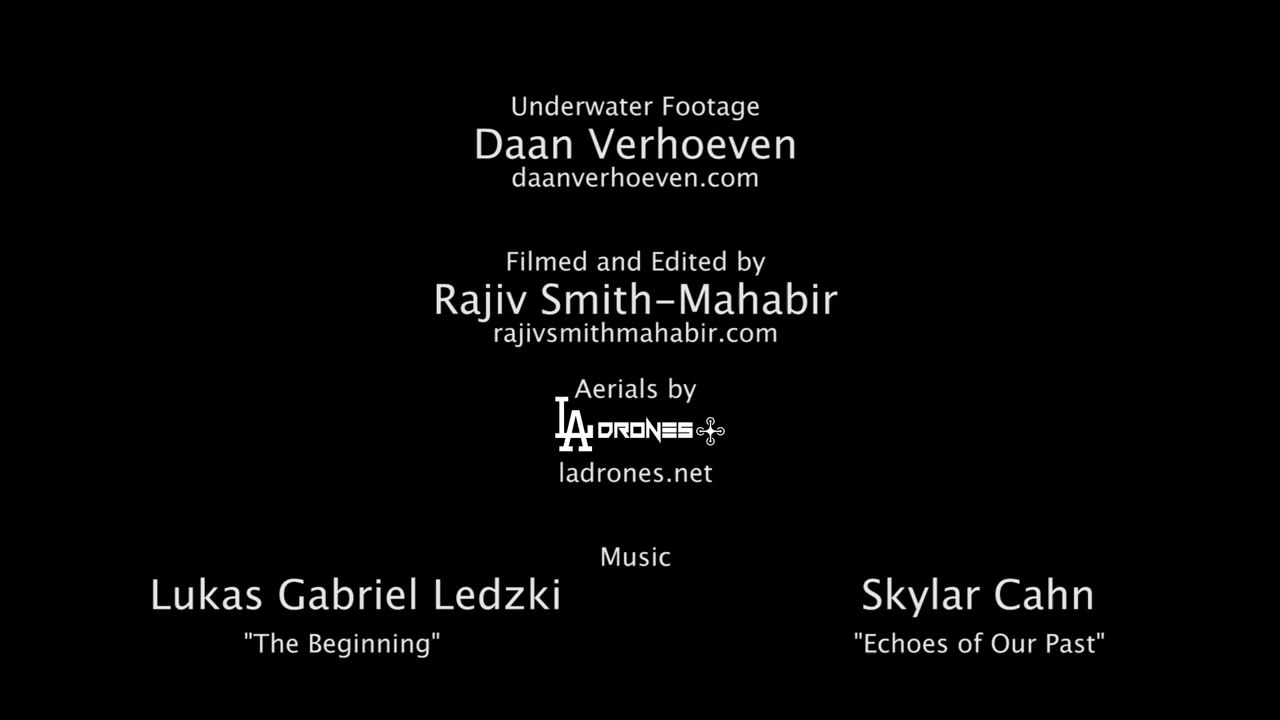 Underwater Footage
Daan Verhoeven
daanverhoeven.com
Filmed and Edited by
Rajiv Smith-Mahabir
rajivsmithmahabir.com
Aerials by
LA DRONES
ladrones.net
Music
Lukas Gabriel Ledzki
Skylar Cahn
"The Beginning"
"Echoes of Our Past"